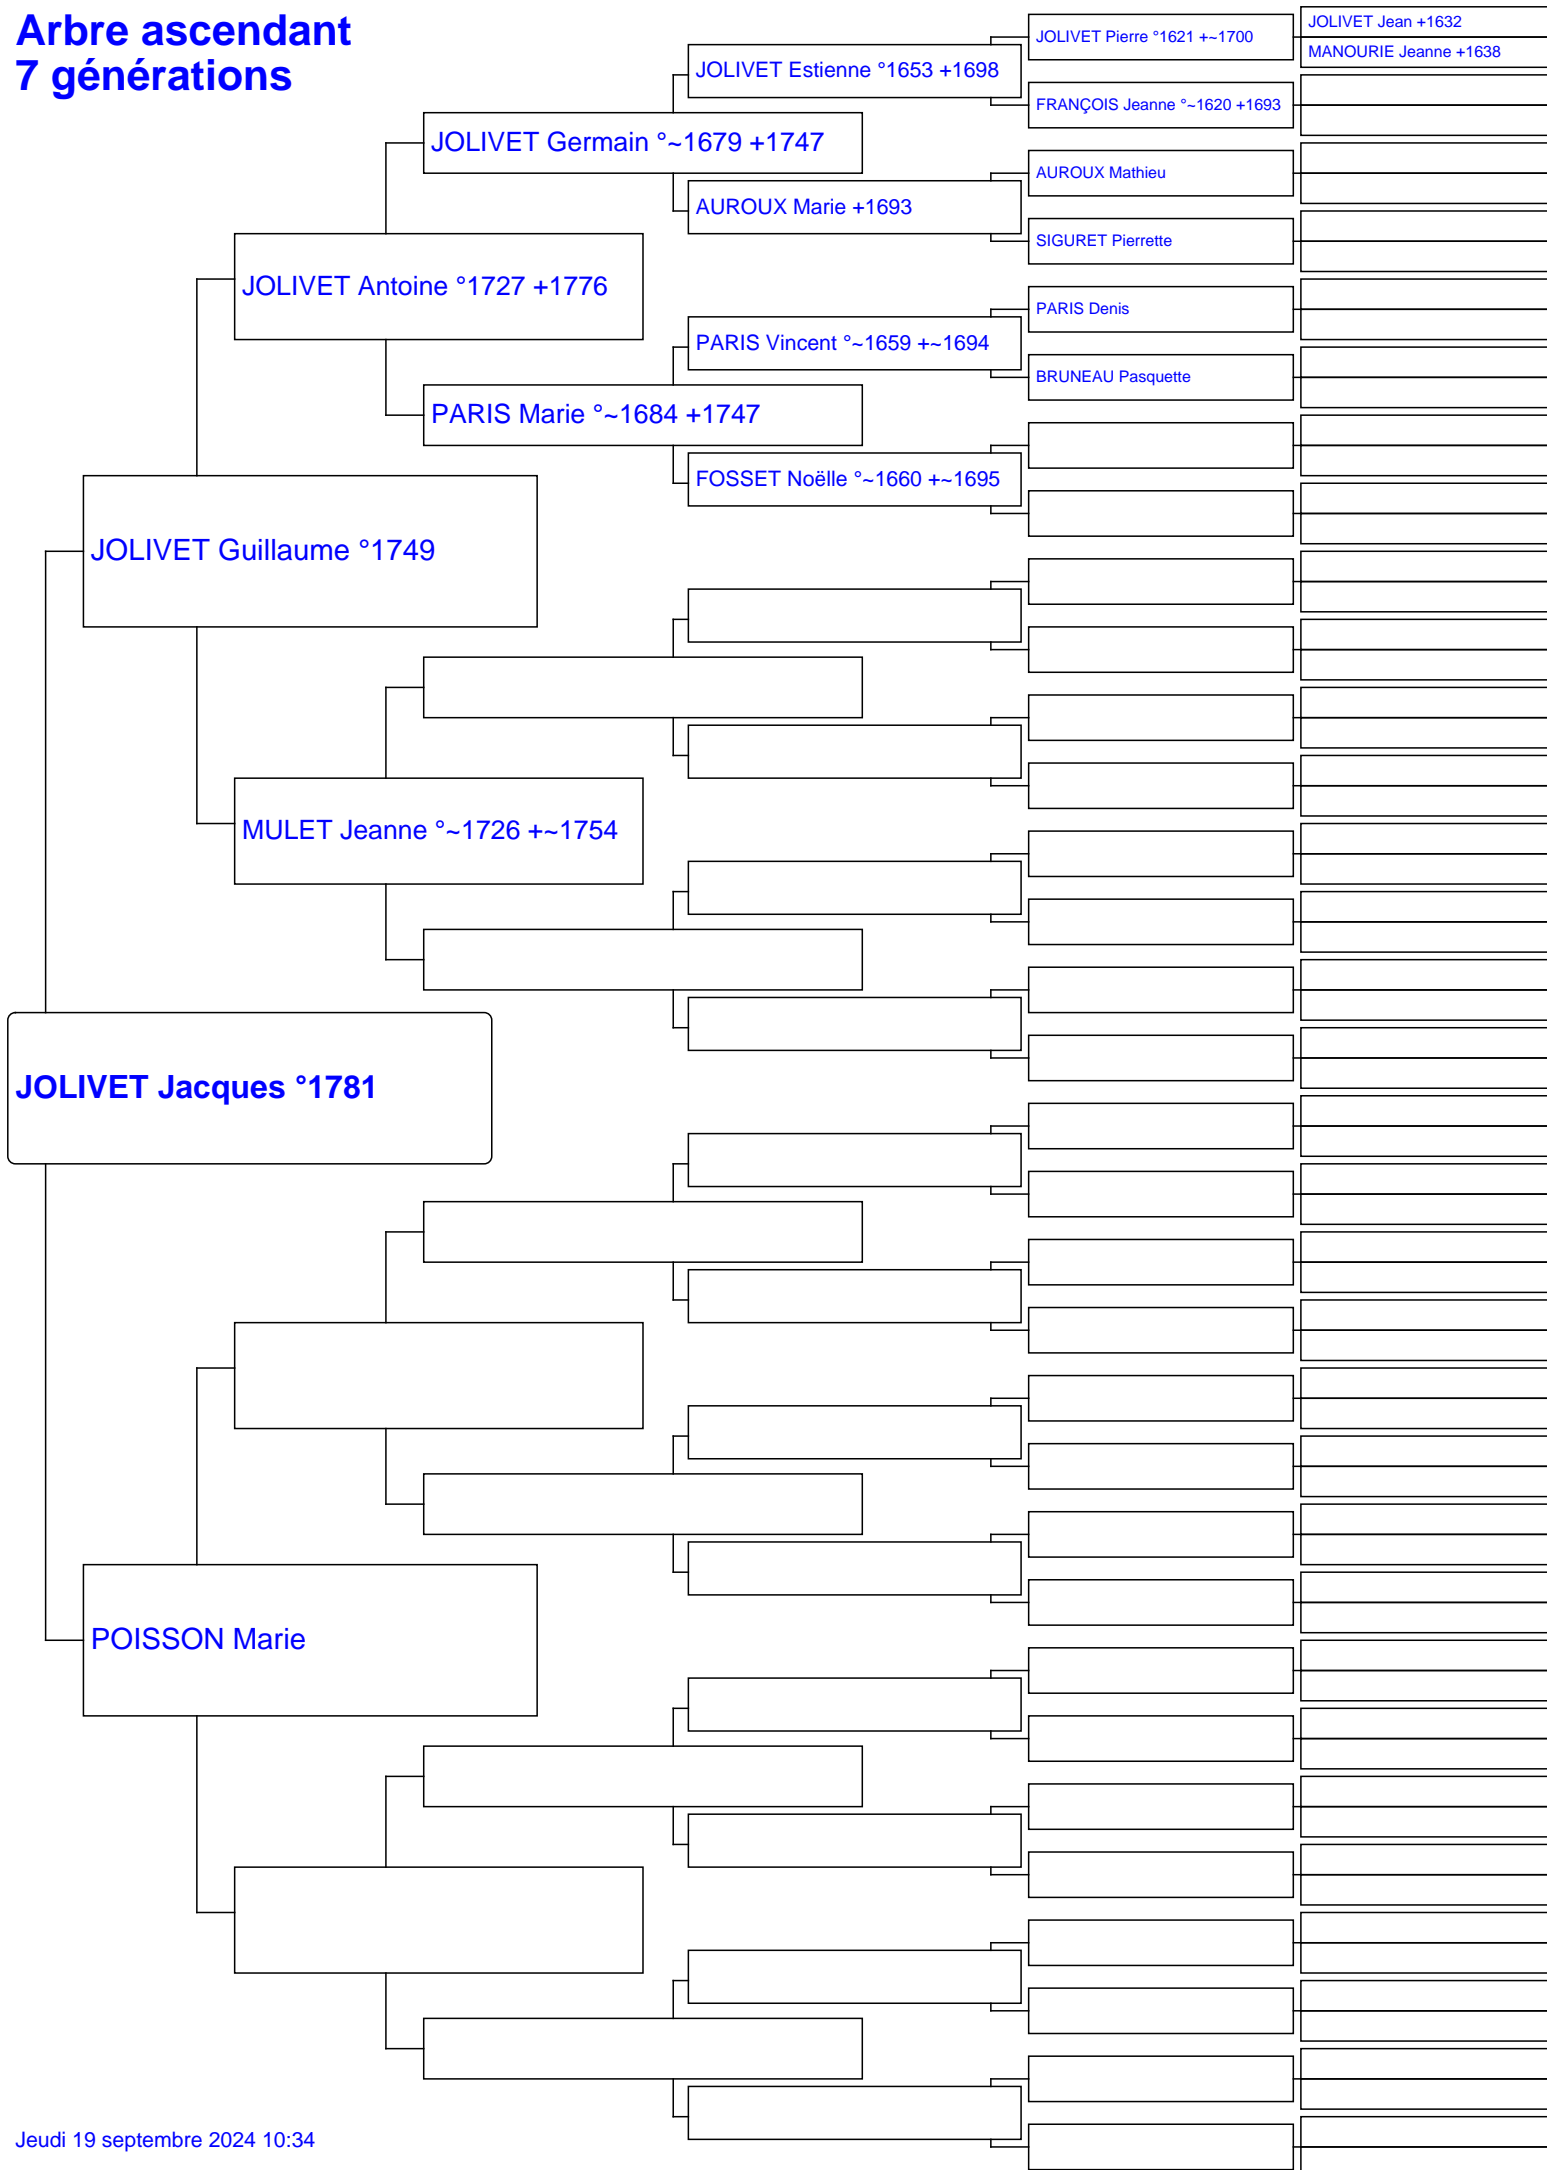 Arbre ascendant
7 générations
JOLIVET Jean +1632
JOLIVET Pierre °1621 +~1700
MANOURIE Jeanne +1638
JOLIVET Estienne °1653 +1698
FRANÇOIS Jeanne °~1620 +1693
JOLIVET Germain °~1679 +1747
AUROUX Mathieu
AUROUX Marie +1693
SIGURET Pierrette
JOLIVET Antoine °1727 +1776
PARIS Denis
PARIS Vincent °~1659 +~1694
BRUNEAU Pasquette
PARIS Marie °~1684 +1747
FOSSET Noëlle °~1660 +~1695
JOLIVET Guillaume °1749
MULET Jeanne °~1726 +~1754
JOLIVET Jacques °1781
POISSON Marie
Jeudi 19 septembre 2024 10:34